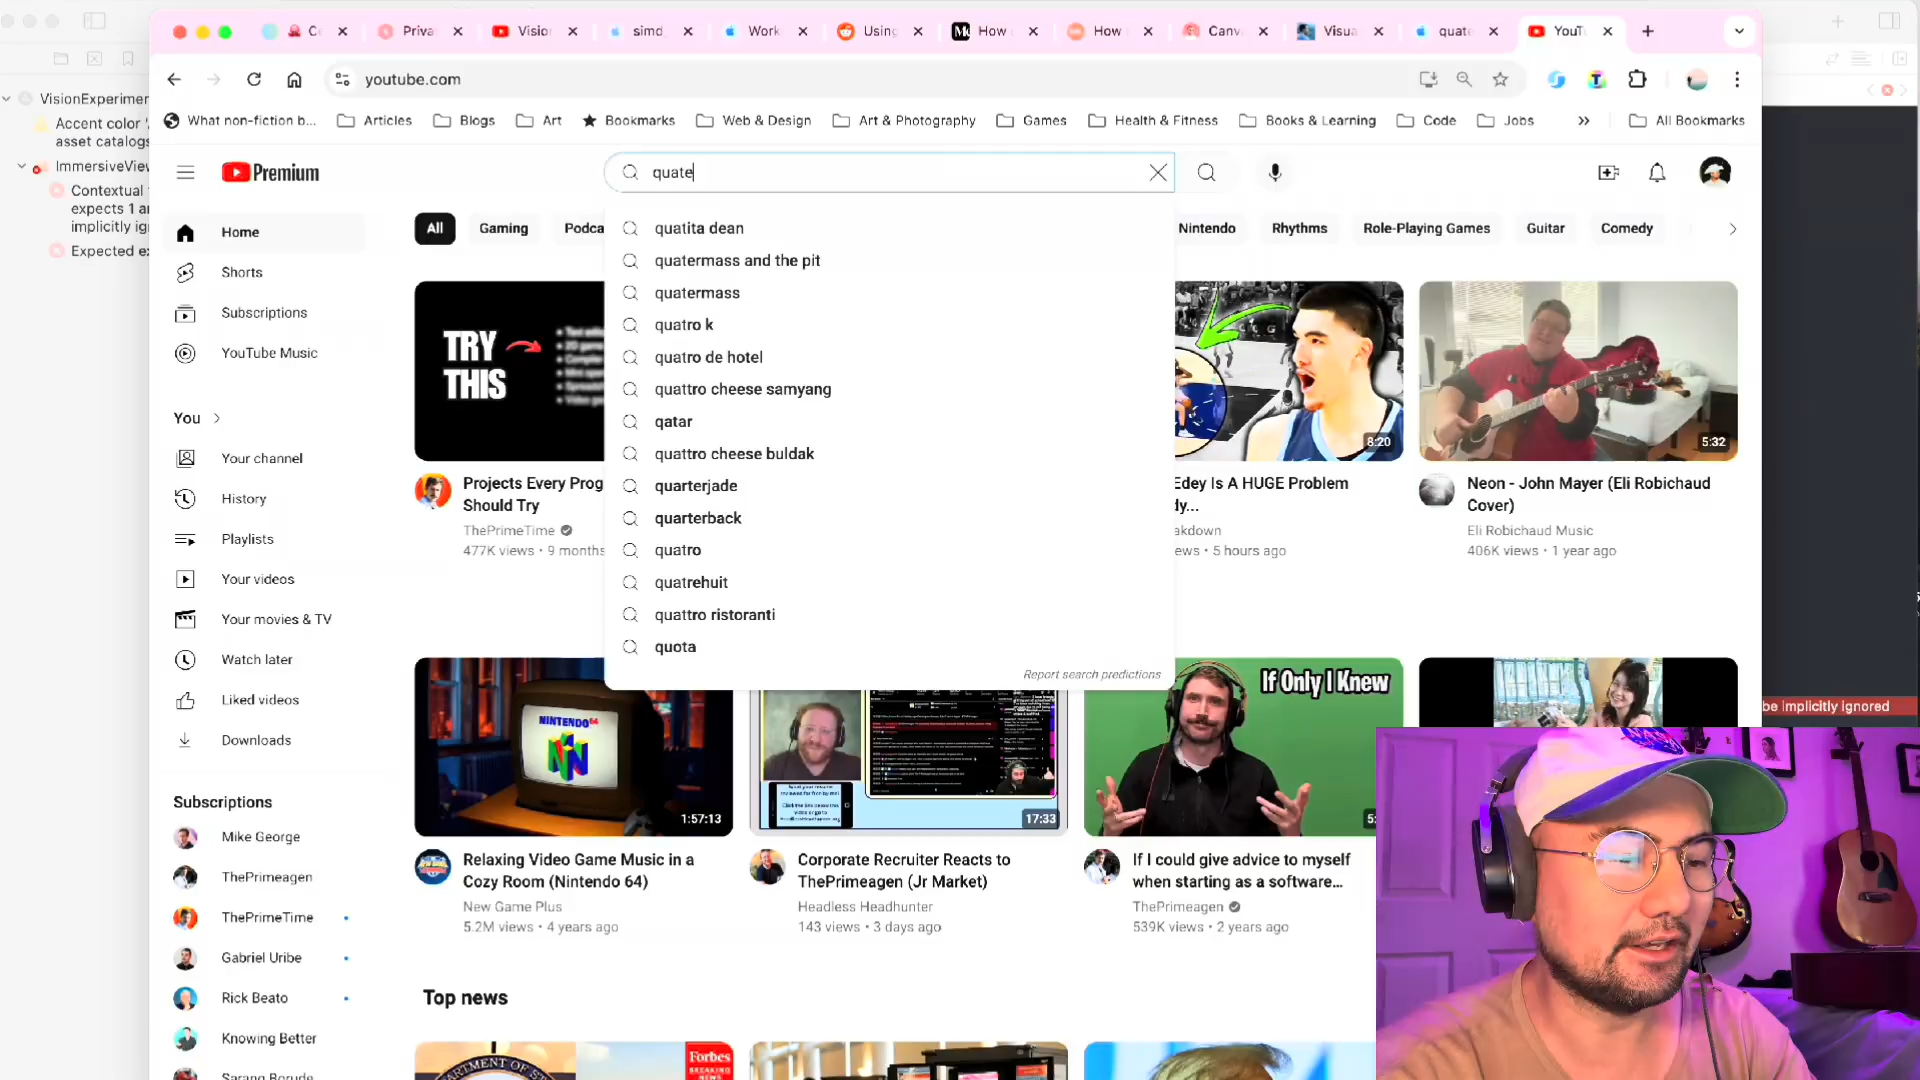 C
Priva
Visio
simd
Work
Using
How
How
Canv
Visua
quate
YouT
youtube.com
What non-fiction b...
Articles
Blogs
Art
Bookmarks
Web & Design
Art & Photography
Games
Health & Fitness
Books & Learning
Code
Jobs
All Bookmarks
VisionExperimen
Accent color '
asset catalogs
ImmersiveView
Contextual
expects 1 a
implicitly ig
Expected e
Premium
quate
Home
Shorts
Subscriptions
YouTube Music
You
Your channel
History
Playlists
Your videos
Your movies & TV
Watch later
Liked videos
Downloads
Subscriptions
Mike George
ThePrimeagen
ThePrimeTime
Gabriel Uribe
Rick Beato
Knowing Better
Sarang Borude
All
Gaming
Podca
Nintendo
Rhythms
Role-Playing Games
Guitar
Comedy
quatita dean
quatermass and the pit
quatermass
quatro k
quatro de hotel
quattro cheese samyang
qatar
quattro cheese buldak
quarterjade
quarterback
quatro
quatrehuit
quattro ristoranti
quota
Report search predictions
TRY
THIS
8:20
5:32
Projects Every Prog
Should Try
ThePrimeTime
477K views • 9 months
Edey Is A HUGE Problem
dy...
akdown
ews • 5 hours ago
Neon - John Mayer (Eli Robichaud
Cover)
Eli Robichaud Music
406K views • 1 year ago
be implicitly ignored
NINTENDO 64
1:57:13
17:33
If Only I Knew
5:
Relaxing Video Game Music in a
Cozy Room (Nintendo 64)
New Game Plus
5.2M views • 4 years ago
Corporate Recruiter Reacts to
ThePrimeagen (Jr Market)
Headless Headhunter
143 views • 3 days ago
If I could give advice to myself
when starting as a software...
ThePrimeagen
539K views • 2 years ago
Top news
Forbes
BREAKING
NEWS